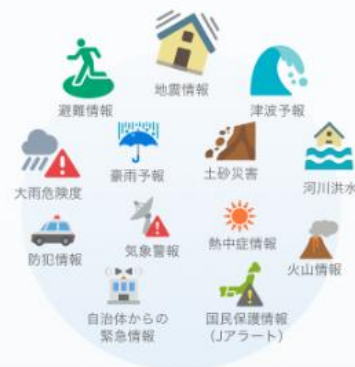 避難情報
地震情報
津波予報
大雨危険度
豪雨予報
土砂災害
河川洪水
防犯情報
気象警報
熱中症情報
火山情報
自治体からの
緊急情報
国民保護情報
(Jアラート)